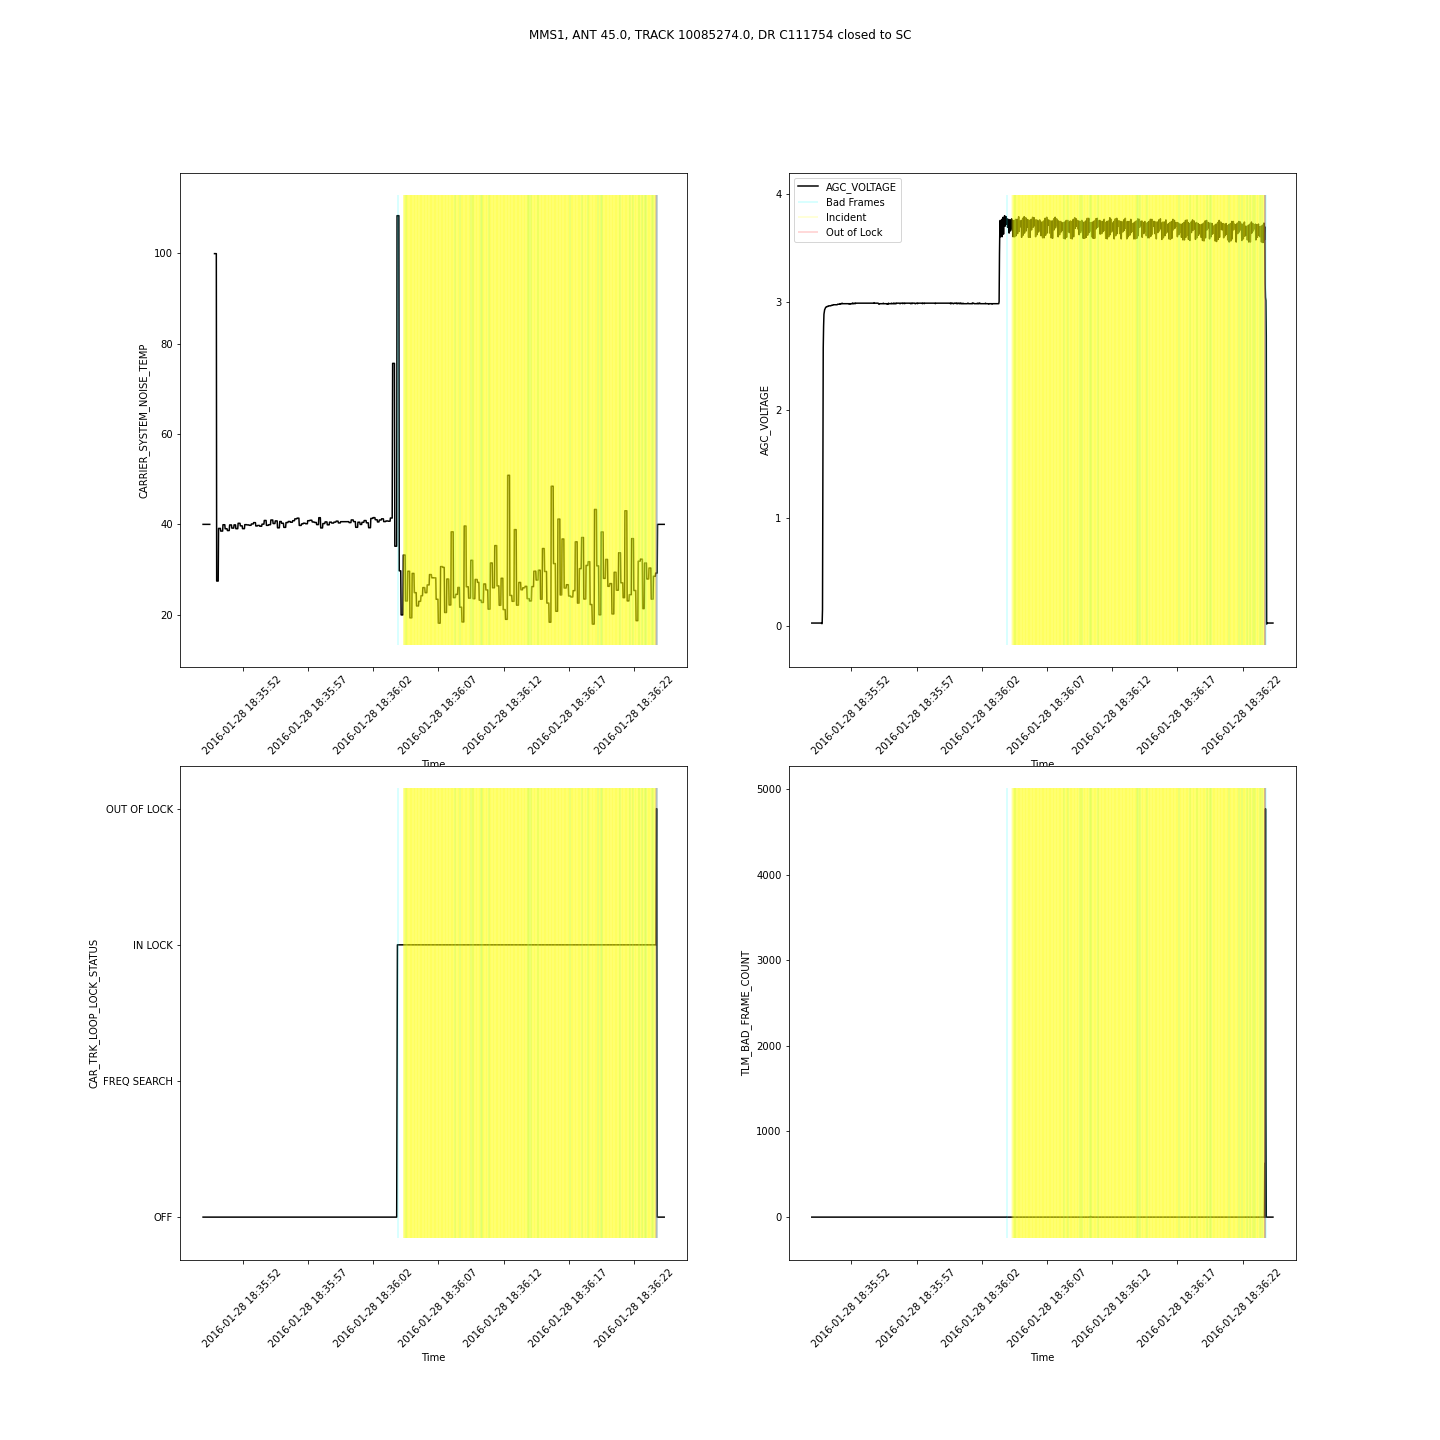 MMS1, ANT 45.0, TRACK 10085274.0, DR C111754 closed to SC
CARRIER_SYSTEM_NOISE_TEMP
100
80
60
40
20
2016-01-28 18:35:52
2016-01-28 18:35:57
2016-01-28 18:36:02
2016-01-28 18:36:07
2016-01-28 18:36:12
2016-01-28 18:36:17
2016-01-28 18:36:22
Time
AGC_VOLTAGE
4
3
2
1
0
AGC_VOLTAGE
Bad Frames
Incident
Out of Lock
2016-01-28 18:35:52
2016-01-28 18:35:57
2016-01-28 18:36:02
2016-01-28 18:36:07
2016-01-28 18:36:12
2016-01-28 18:36:17
2016-01-28 18:36:22
Time
CAR_TRK_LOOP_LOCK_STATUS
OUT OF LOCK
IN LOCK
FREQ SEARCH
OFF
2016-01-28 18:35:52
2016-01-28 18:35:57
2016-01-28 18:36:02
2016-01-28 18:36:07
2016-01-28 18:36:12
2016-01-28 18:36:17
2016-01-28 18:36:22
Time
TLM_BAD_FRAME_COUNT
5000
4000
3000
2000
1000
0
2016-01-28 18:35:52
2016-01-28 18:35:57
2016-01-28 18:36:02
2016-01-28 18:36:07
2016-01-28 18:36:12
2016-01-28 18:36:17
2016-01-28 18:36:22
Time